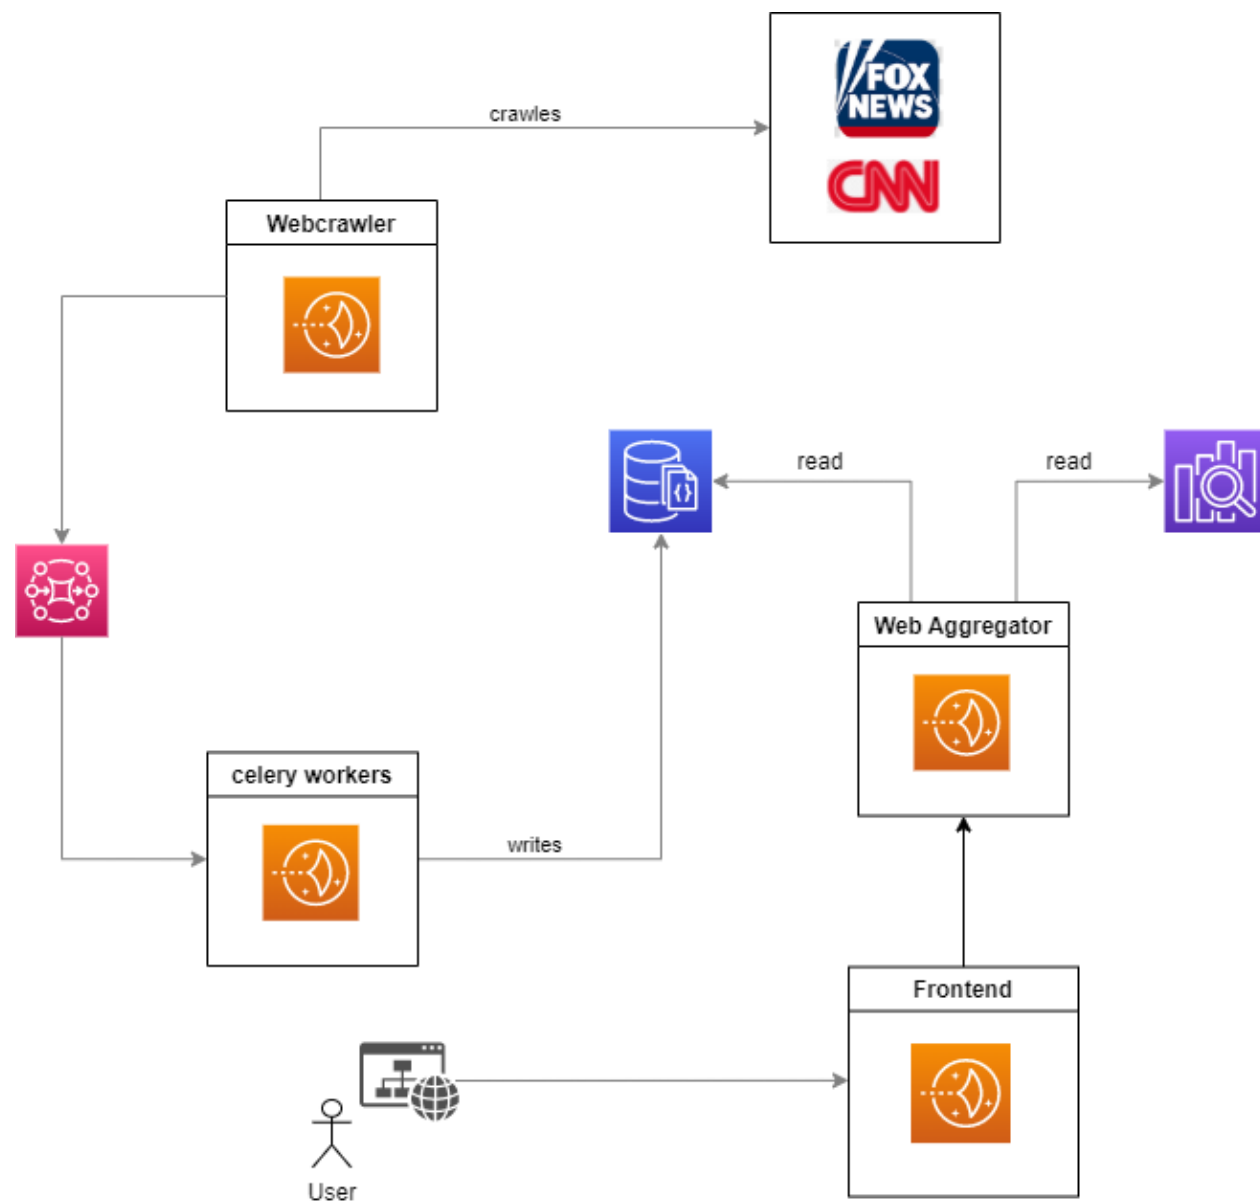 FOX
NEWS
CNN
crawles
Webcrawler
read
read
Web Aggregator
celery workers
writes
Frontend
User